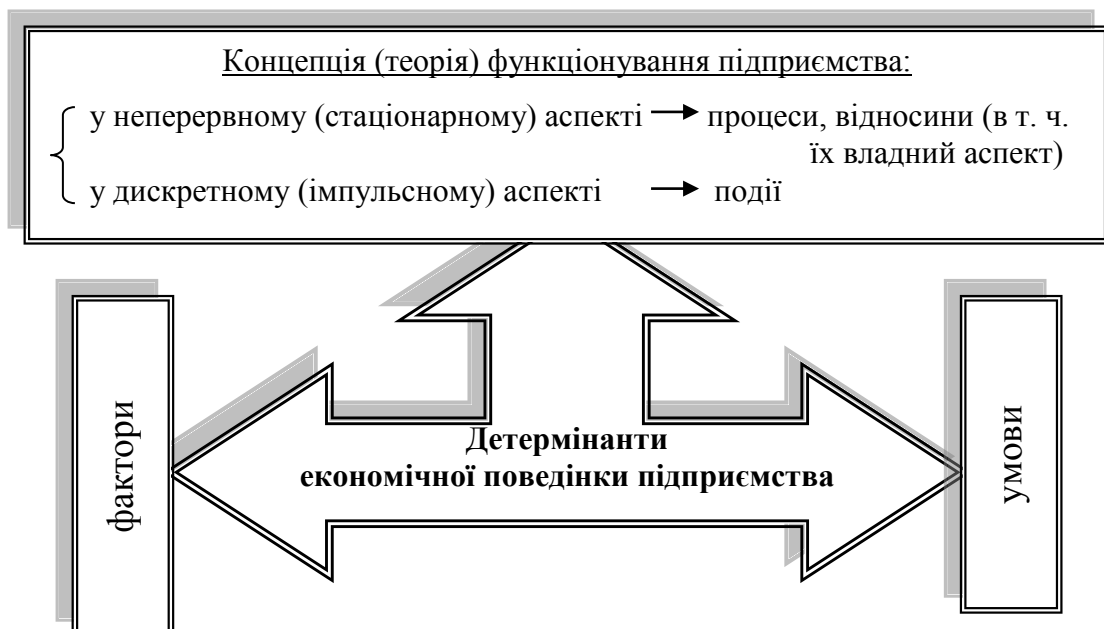 Концепція (теорія) функціонування підприємства:
у неперервному (стаціонарному) аспекті → процеси, відносини (в т. ч.
їх владний аспект)
у дискретному (імпульсному) аспекті → події
фактори
Детермінанти
економічної поведінки підприємства
умови